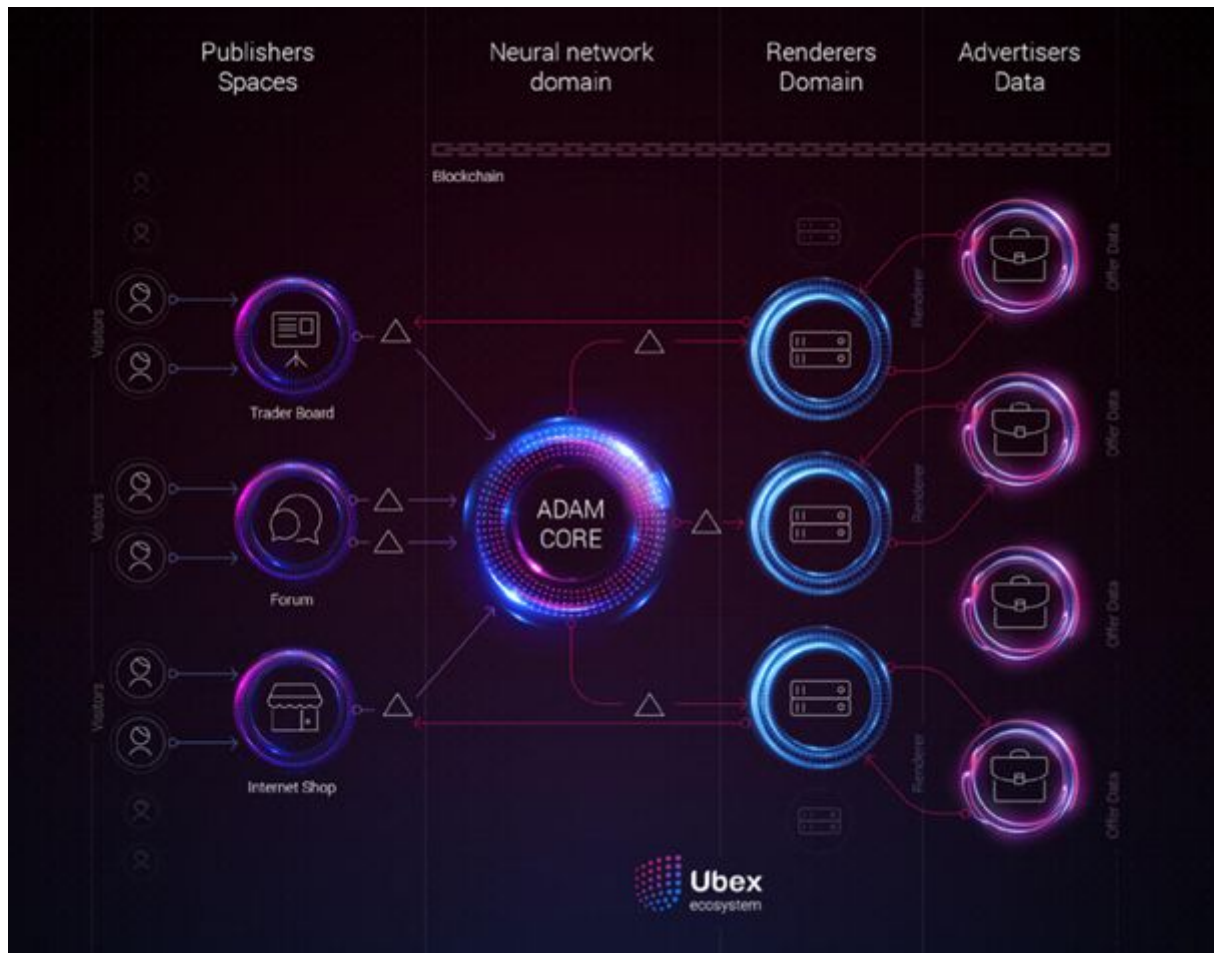 Publishers
Spaces
Neural network
domain
Renderers
Domain
Advertisers
Data
Blockchain
Visitors
Trader Board
Visitors
Forum
Visitors
Internet Shop
ADAM
CORE
Renderer
Renderer
Renderer
Offer Data
Offer Data
Offer Data
Offer Data
Ubex
ecosystem